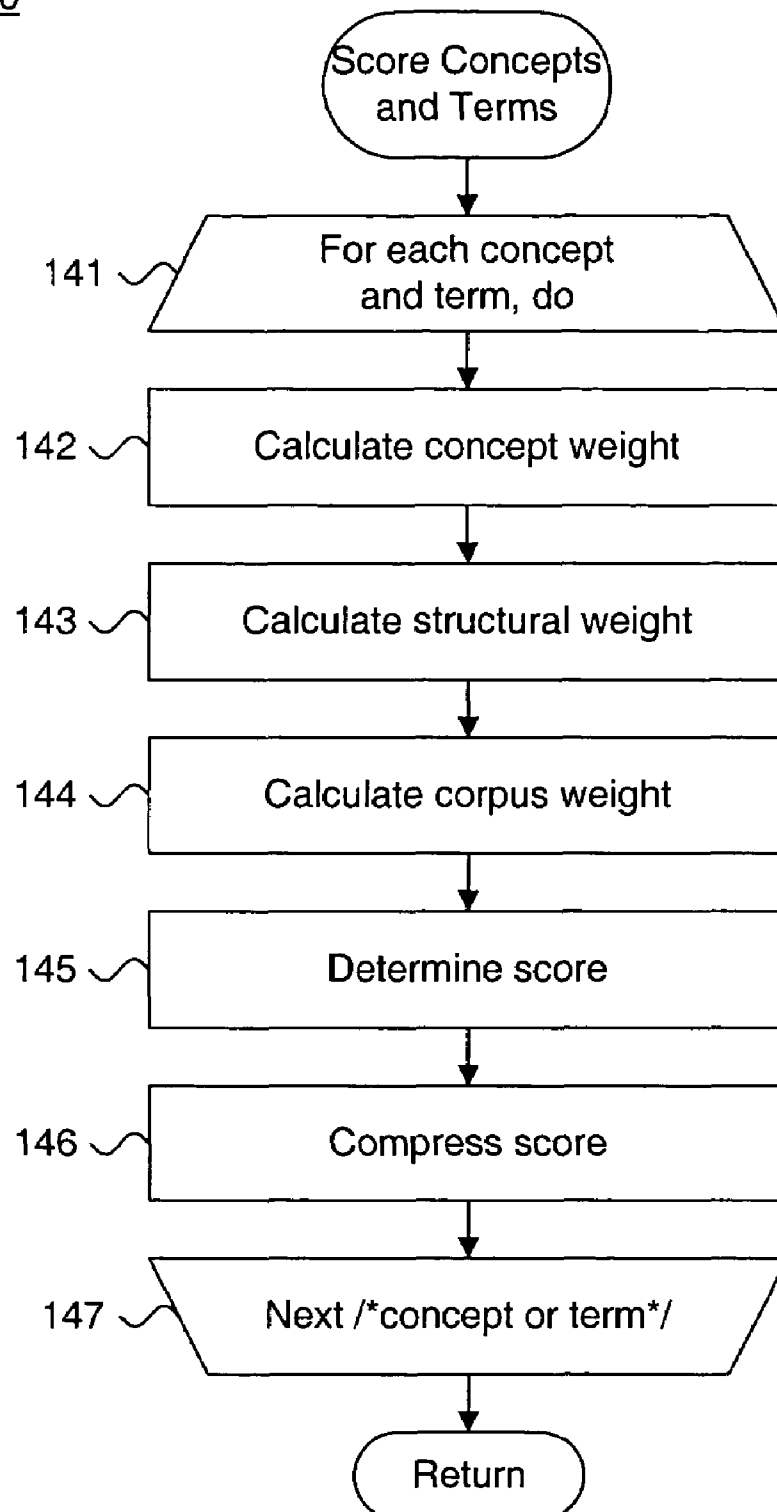 0
Score Concepts
and Terms
141
For each concept
and term, do
142
Calculate concept weight
143
Calculate structural weight
144
Calculate corpus weight
145
Determine score
146
Compress score
147
Next /*concept or term*/
Return